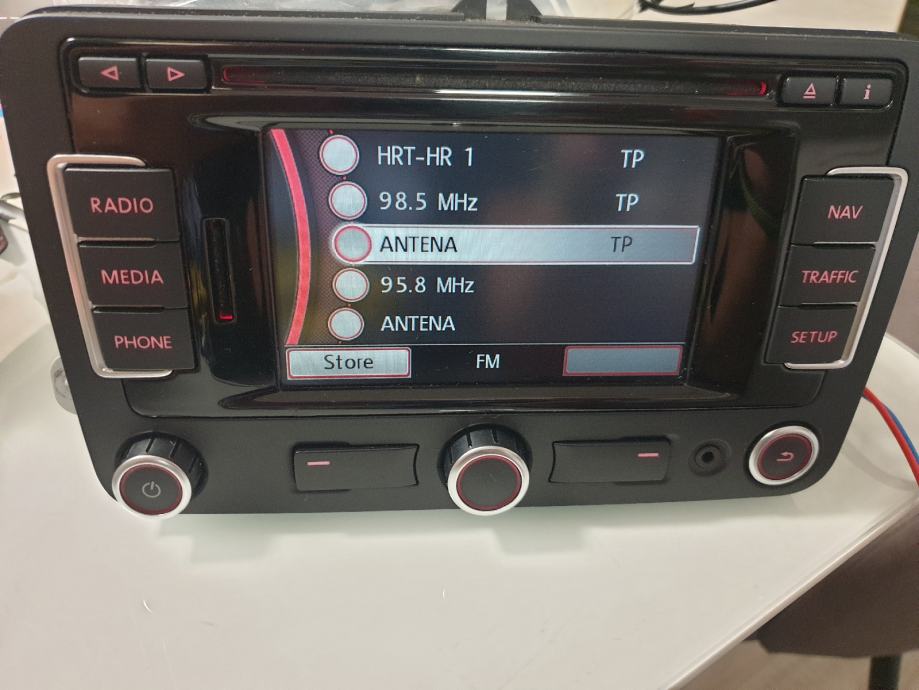 i
HRT-HR 1 TP
98.5 MHz TP
ANTENA TP
95.8 MHz
ANTENA
Store FM
RADIO
MEDIA
PHONE
NAV
TRAFFIC
SETUP